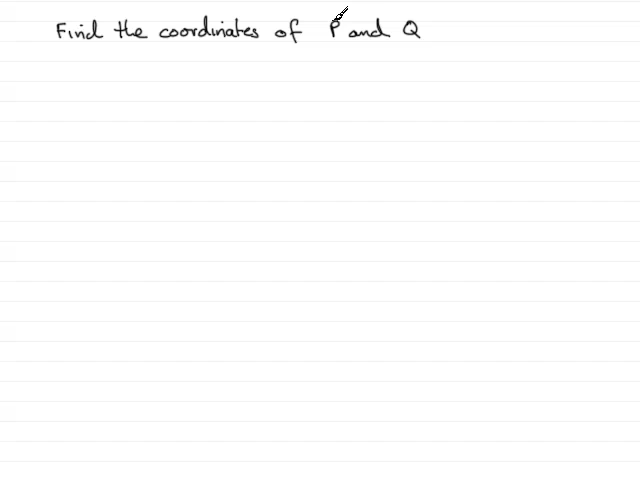 Find the coordinates of P and Q